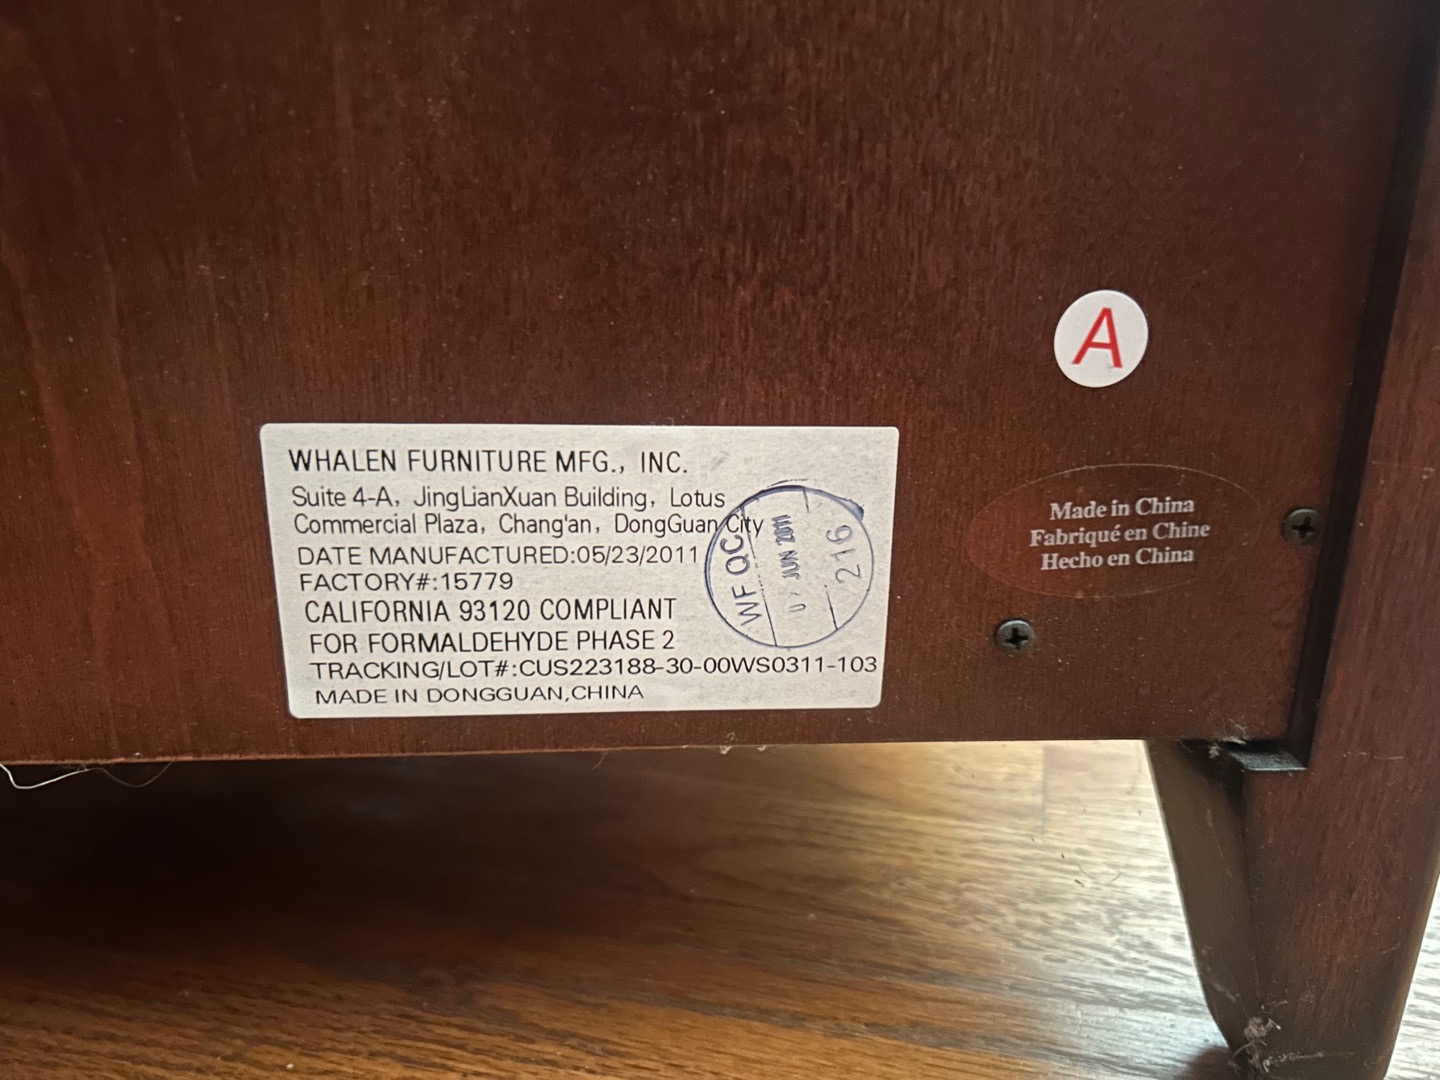 A
WHALEN FURNITURE MFG., INC.
Suite 4-A, JingLianXuan Building, Lotus
Commercial Plaza, Chang'an, DongGuan City
DATE MANUFACTURED:05/23/2011
FACTORY#:15779
CALIFORNIA 93120 COMPLIANT
FOR FORMALDEHYDE PHASE 2
TRACKING/LOT#:CUS223188-30-00WS0311-103
MADE IN DONGGUAN,CHINA
WF QC
JUN 2011
216
Made in China
Fabriqué en Chine
Hecho en China